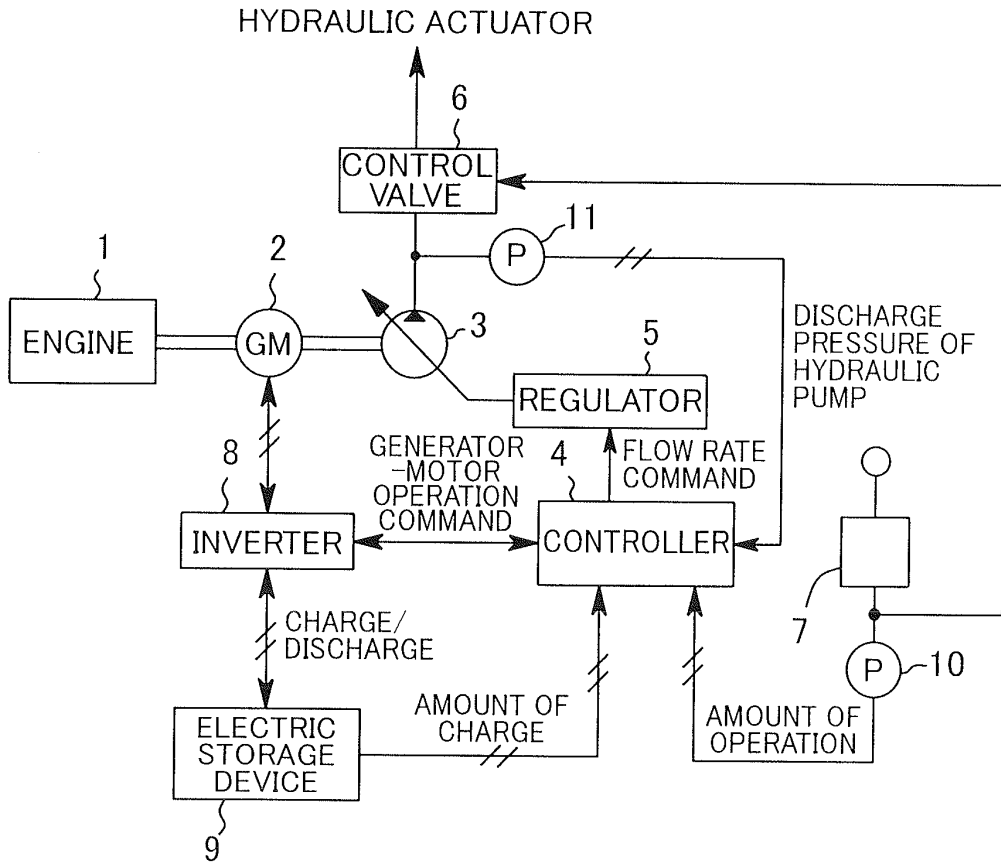 HYDRAULIC ACTUATOR
6
CONTROL
VALVE
11
P
1
2
ENGINE
GM
3
DISCHARGE
PRESSURE OF
HYDRAULIC
PUMP
5
REGULATOR
8
GENERATOR
-MOTOR
OPERATION
COMMAND
4
FLOW RATE
COMMAND
INVERTER
CONTROLLER
7
CHARGE/
DISCHARGE
P
10
ELECTRIC
STORAGE
DEVICE
AMOUNT OF
CHARGE
AMOUNT OF
OPERATION
9